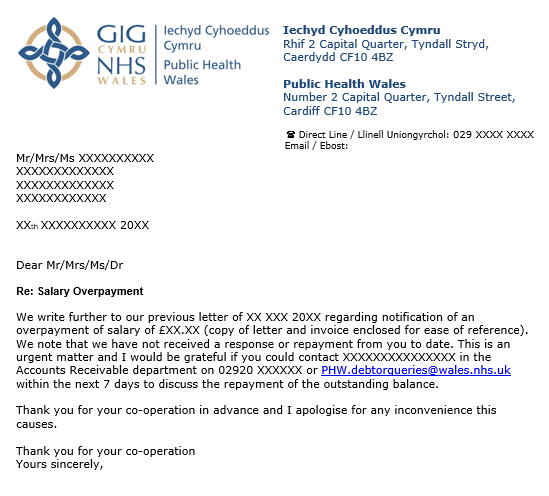 GIG
CYMRU
NHS
WALES
Iechyd Cyhoeddus
Cymru
Public Health
Wales
Iechyd Cyhoeddus Cymru
Rhif 2 Capital Quarter, Tyndall Stryd,
Caerdydd CF10 4BZ
Public Health Wales
Number 2 Capital Quarter, Tyndall Street,
Cardiff CF10 4BZ
☎ Direct Line / Llinell Uniongyrchol: 029 XXXX XXXX
Email / Ebost:
Mr/Mrs/Ms XXXXXXXXXX
XXXXXXXXXXXXX
XXXXXXXXXXXXX
XXXXXXXXXXXX
XXth XXXXXXXXXX 20XX
Dear Mr/Mrs/Ms/Dr
Re: Salary Overpayment
We write further to our previous letter of XX XXX 20XX regarding notification of an
overpayment of salary of £XX.XX (copy of letter and invoice enclosed for ease of reference).
We note that we have not received a response or repayment from you to date. This is an
urgent matter and I would be grateful if you could contact XXXXXXXXXXXXXXX in the
Accounts Receivable department on 02920 XXXXXX or PHW.debtorqueries@wales.nhs.uk
within the next 7 days to discuss the repayment of the outstanding balance.
Thank you for your co-operation in advance and I apologise for any inconvenience this
causes.
Thank you for your co-operation
Yours sincerely,